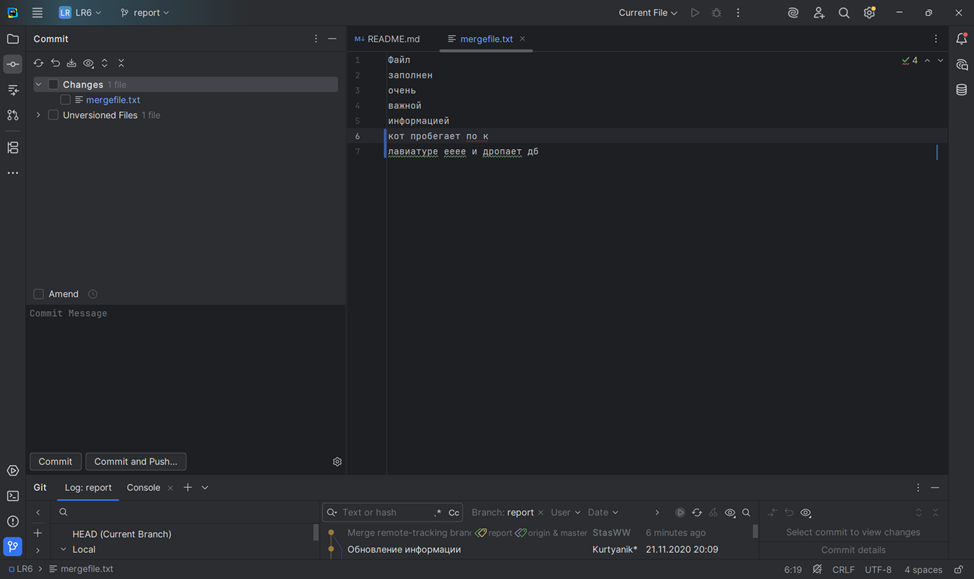 LR LR6 report Current File
Commit
README.md mergefile.txt
Changes 1 file
mergefile.txt
Unversioned Files 1 file
1 Файл
2 заполнен
3 очень
4 важной
5 информацией
6 кот пробегает по к
7 лавиатуре ееее и дропает дб
4
Amend
Commit Message
Commit Commit and Push...
Git Log: report Console
Text or hash .* Cc Branch: report User Date
HEAD (Current Branch)
Local
Merge remote-tracking bran report origin & master StasWW 6 minutes ago
Обновление информации Kurtyanik* 21.11.2020 20:09
Select commit to view changes
Commit details
LR6 mergefile.txt 6:19 CRLF UTF-8 4 spaces